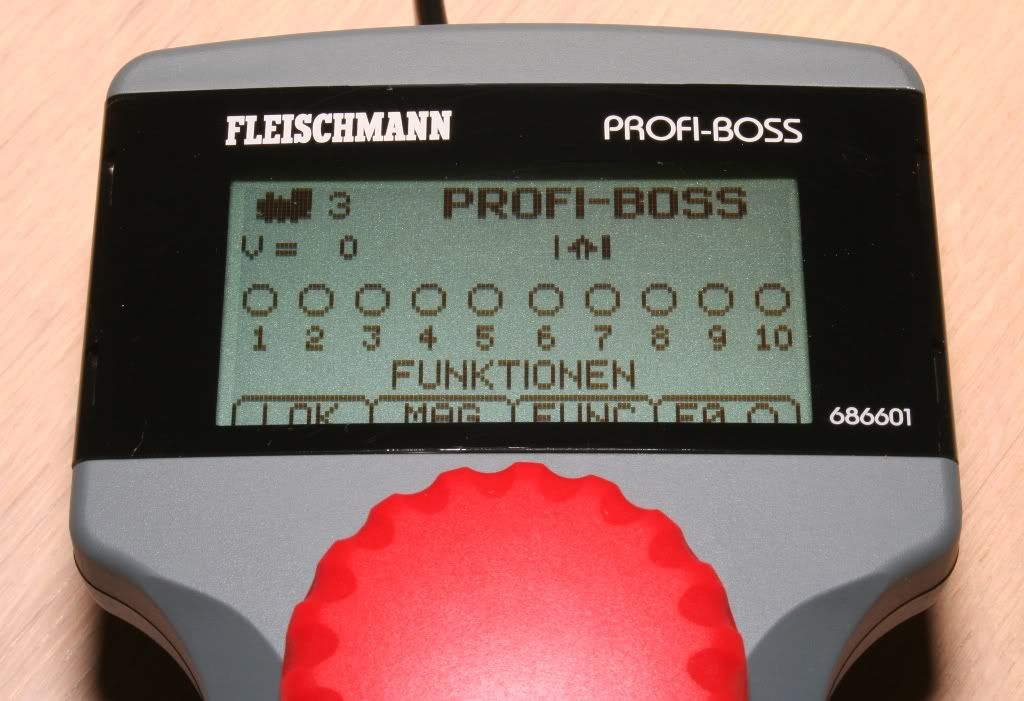 FLEISCHMANN PROFI-BOSS
3 PROFI-BOSS
V = 0
1 2 3 4 5 6 7 8 9 10
FUNKTIONEN
LOK MAG FUNC F0
686601